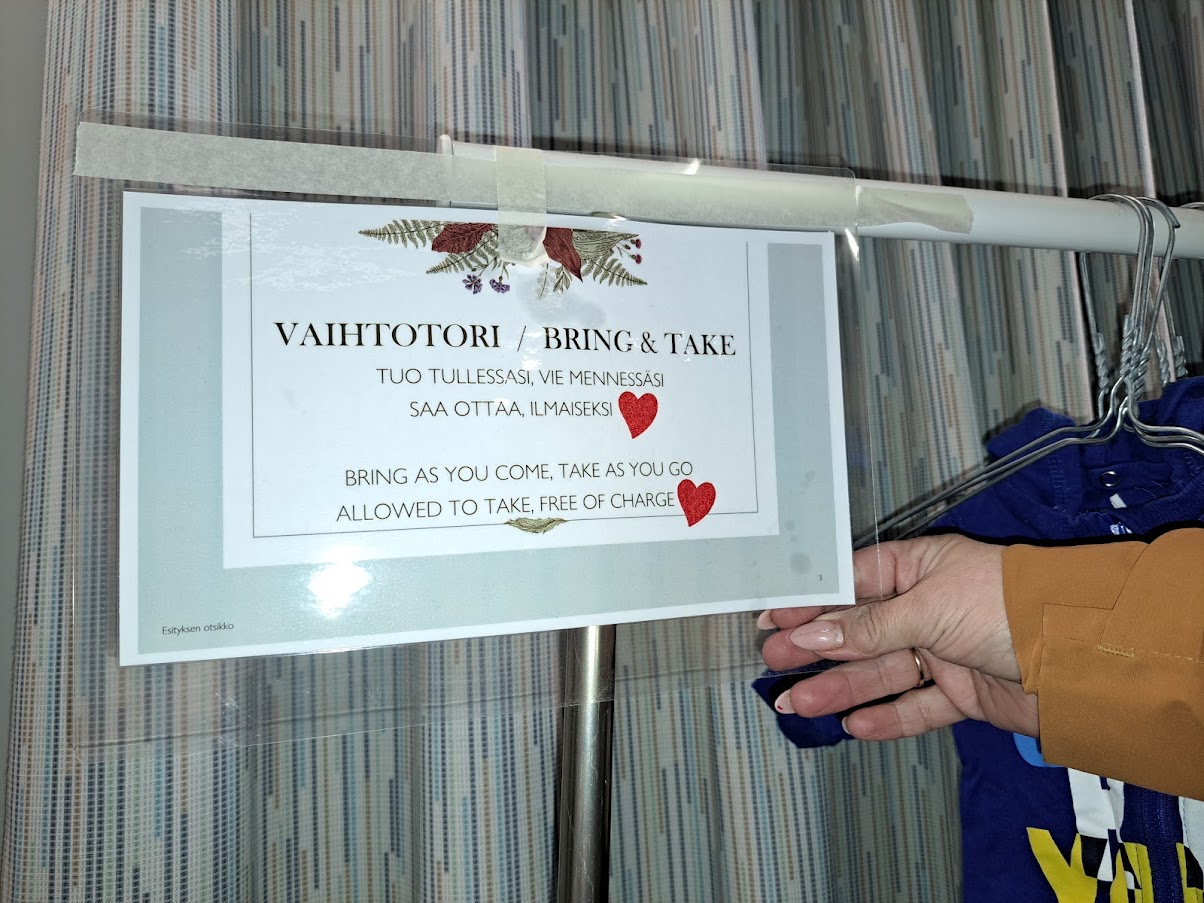 VAIHTOTORI / BRING & TAKE
TUO TULLESSASI, VIE MENNESSÄSI
SAA OTTAA, ILMAISEKSI
BRING AS YOU COME, TAKE AS YOU GO
ALLOWED TO TAKE, FREE OF CHARGE
3
Esityksen otsikko